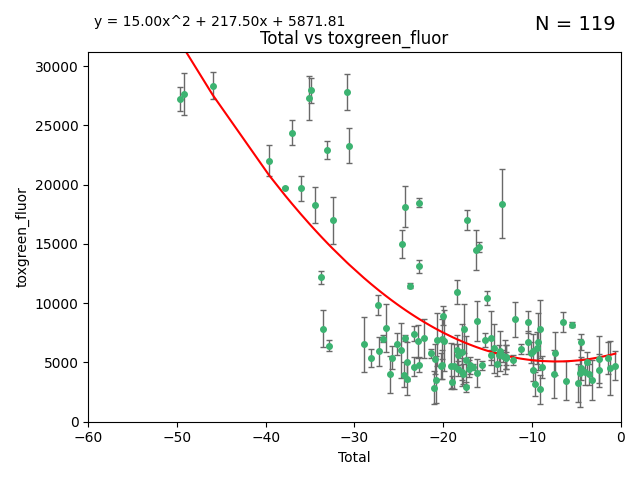 y = 15.00x^2 + 217.50x + 5871.81
N = 119
Total vs toxgreen_fluor
30000
25000
20000
15000
10000
5000
0
toxgreen_fluor
−60 −50 −40 −30 −20 −10 0
Total